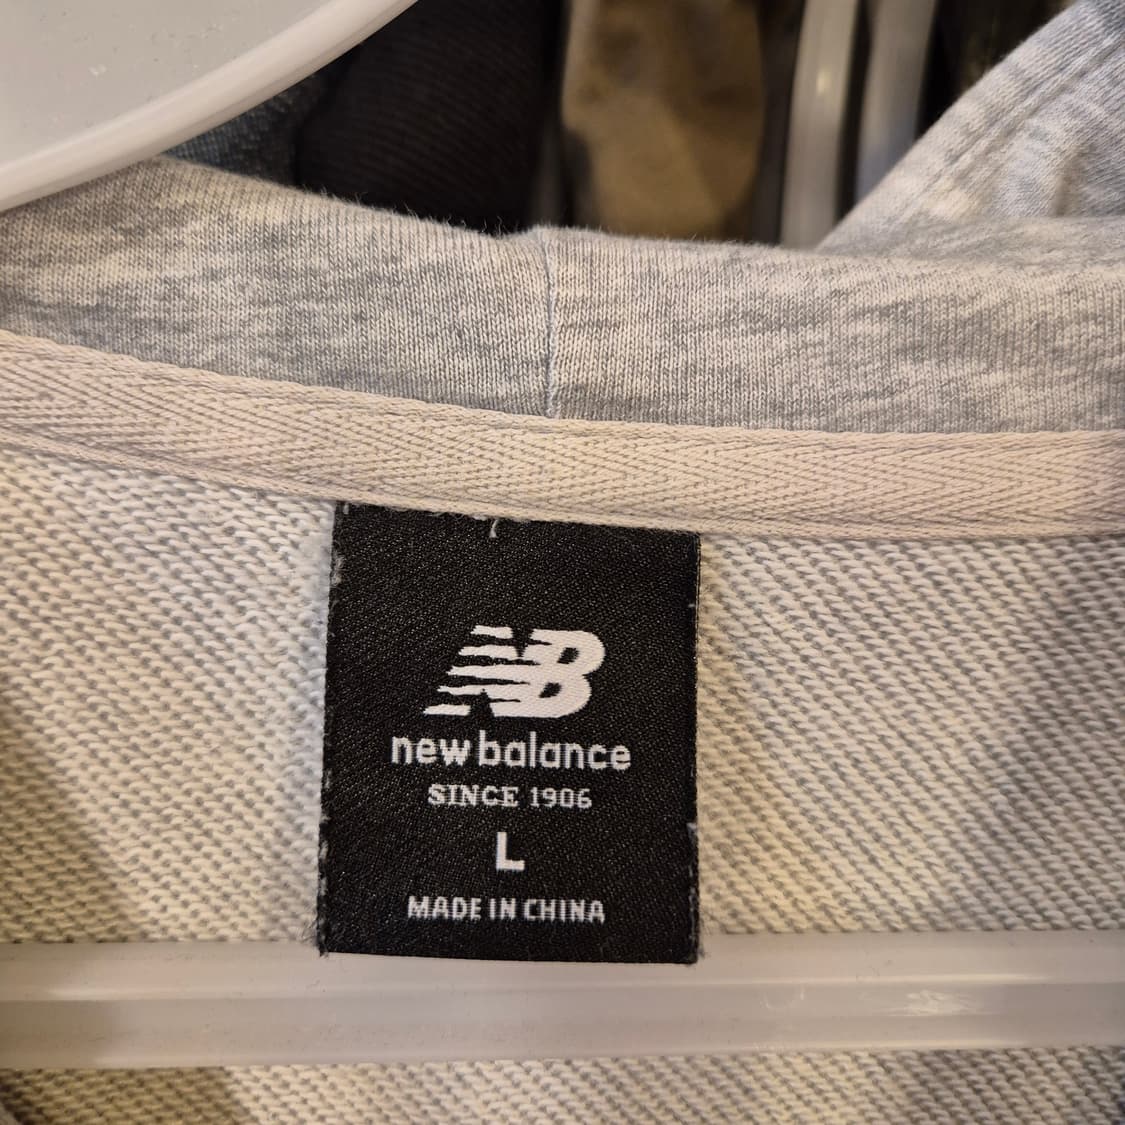 NB
new balance
SINCE 1906
L
MADE IN CHINA